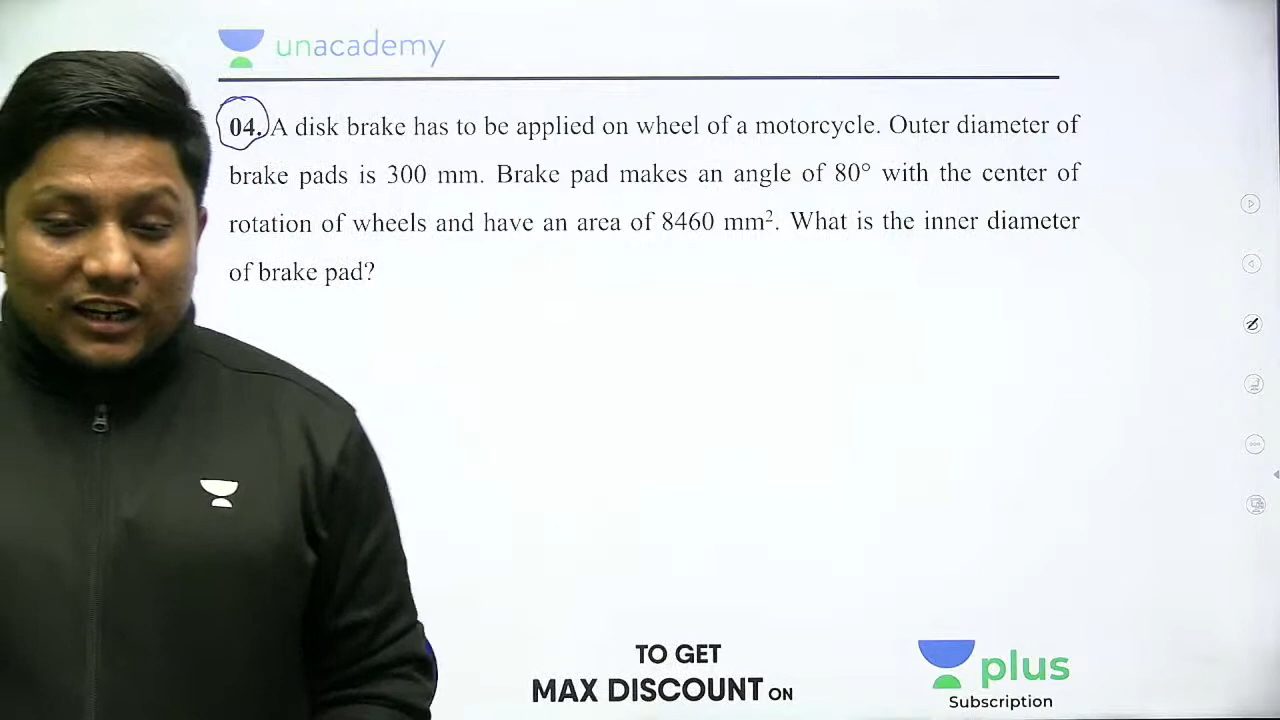 unacademy
04. A disk brake has to be applied on wheel of a motorcycle. Outer diameter of
brake pads is 300 mm. Brake pad makes an angle of 80° with the center of
rotation of wheels and have an area of 8460 mm². What is the inner diameter
of brake pad?
TO GET
MAX DISCOUNT ON
plus
Subscription